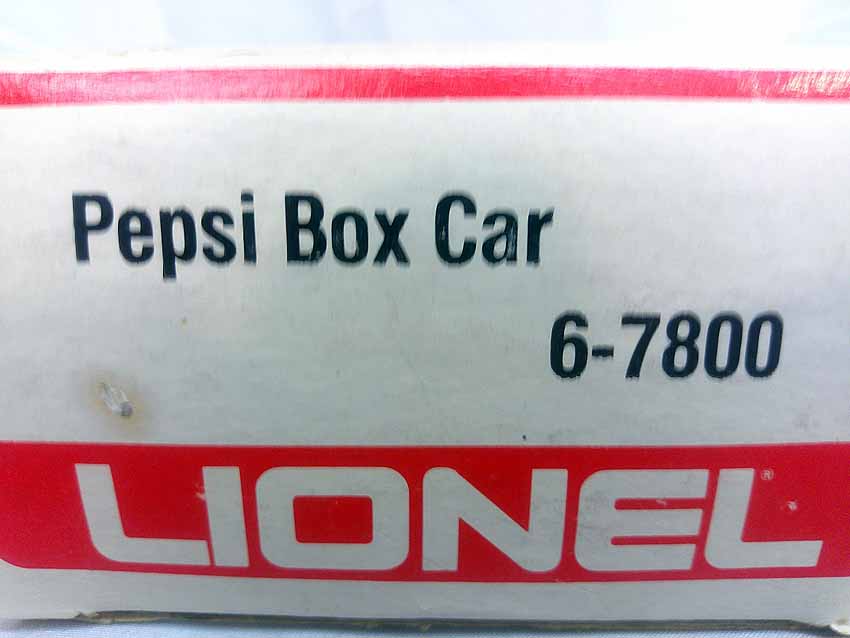 Pepsi Box Car
6-7800
LIONEL®